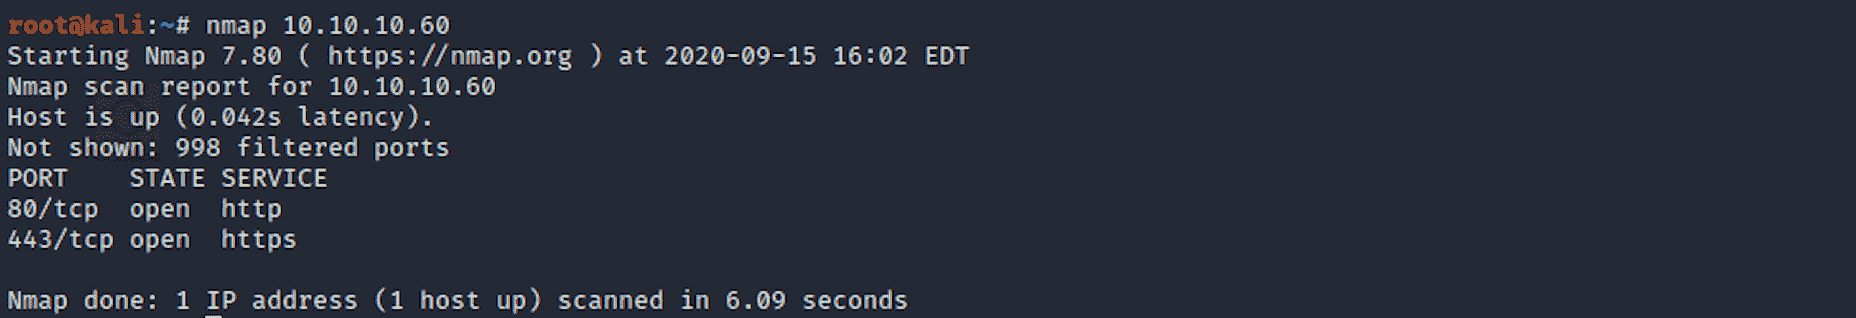 root@kali:~# nmap 10.10.10.60
Starting Nmap 7.80 ( https://nmap.org ) at 2020-09-15 16:02 EDT
Nmap scan report for 10.10.10.60
Host is up (0.042s latency).
Not shown: 998 filtered ports
PORT    STATE SERVICE
80/tcp  open  http
443/tcp open  https
Nmap done: 1 IP address (1 host up) scanned in 6.09 seconds